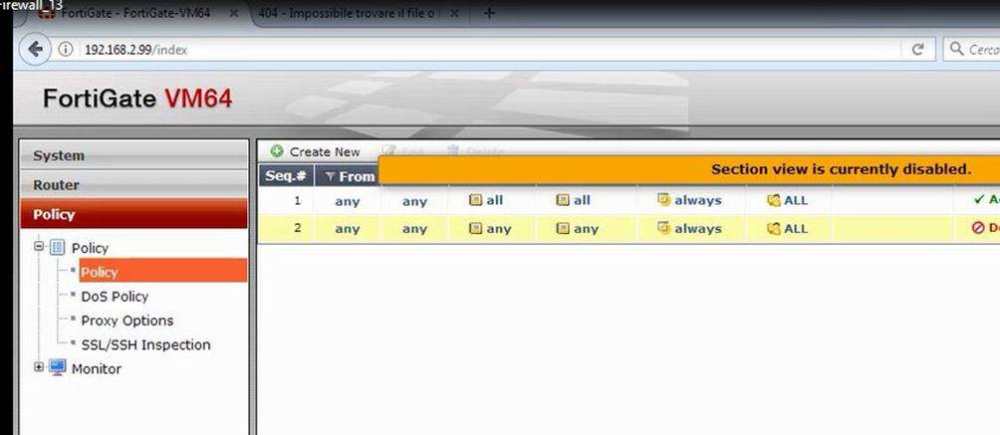 Firewall_13
FortiGate - FortiGate-VM64 × 404 - Impossibile trovare il file o l × +
192.168.2.99/index Cerca
FortiGate VM64
System
Router
Policy
Policy
Policy
DoS Policy
Proxy Options
SSL/SSH Inspection
Monitor
Create New Edit Delete
Section view is currently disabled.
Seq.# From
1 any any all all always ALL
2 any any any any always ALL